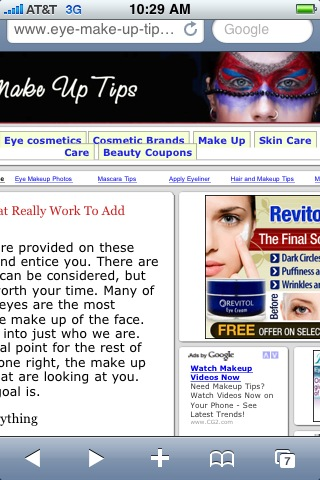 AT&T 3G 10:29 AM
www.eye-make-up-tip... Google
Make Up Tips
Eye cosmetics Cosmetic Brands Make Up Skin Care
Care Beauty Coupons
Eye Makeup Photos Mascara Tips Apply Eyeliner Hair and Makeup Tips
at Really Work To Add
re provided on these
nd entice you. There are
can be considered, but
orth your time. Many of
eyes are the most
e make up of the face.
into just who we are.
al point for the rest of
one right, the make up
at are looking at you.
goal is.
ything
Revito
The Final So
Dark Circles
Puffiness a
Wrinkles a
Before
REVITOL
Eye Cream
FREE OFFER ON SELEC
Ads by Google
Watch Makeup
Videos Now
Need Makeup Tips?
Watch Videos Now on
Your Phone - See
Latest Trends!
www.CG2.com
7